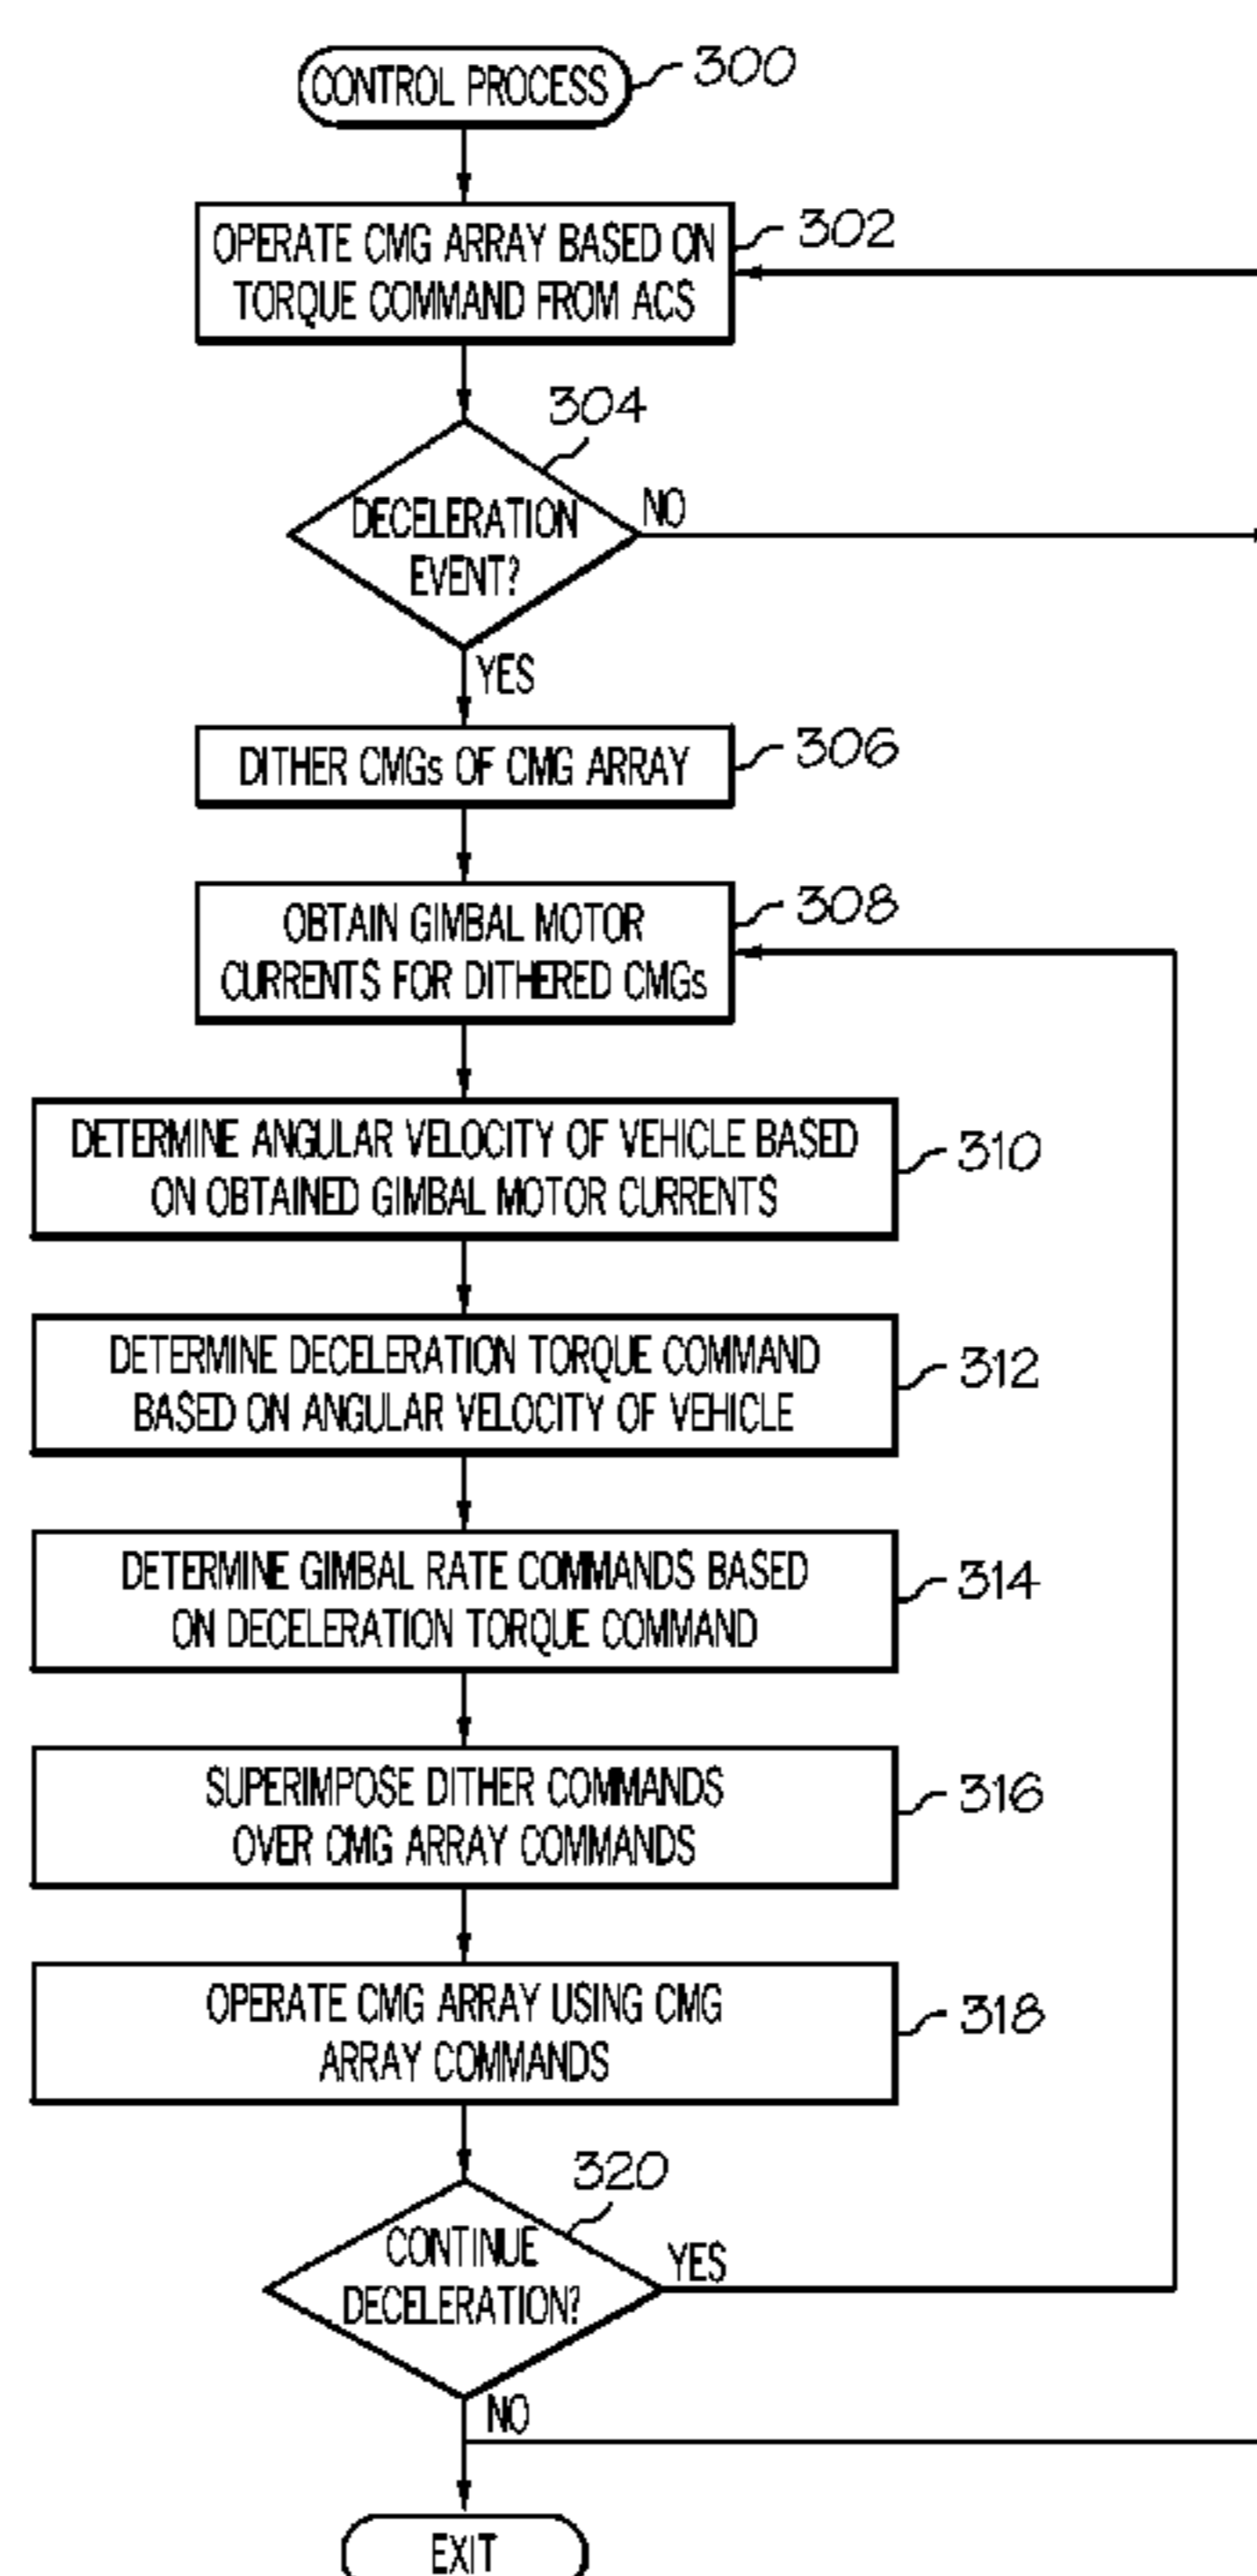 CONTROL PROCESS
300
OPERATE CMG ARRAY BASED ON
TORQUE COMMAND FROM ACS
302
304
DECELERATION
EVENT?
NO
YES
DITHER CMGs OF CMG ARRAY
306
OBTAIN GIMBAL MOTOR
CURRENTS FOR DITHERED CMGs
308
DETERMINE ANGULAR VELOCITY OF VEHICLE BASED
ON OBTAINED GIMBAL MOTOR CURRENTS
310
DETERMINE DECELERATION TORQUE COMMAND
BASED ON ANGULAR VELOCITY OF VEHICLE
312
DETERMINE GIMBAL RATE COMMANDS BASED
ON DECELERATION TORQUE COMMAND
314
SUPERIMPOSE DITHER COMMANDS
OVER CMG ARRAY COMMANDS
316
OPERATE CMG ARRAY USING CMG
ARRAY COMMANDS
318
320
CONTINUE
DECELERATION?
YES
NO
EXIT